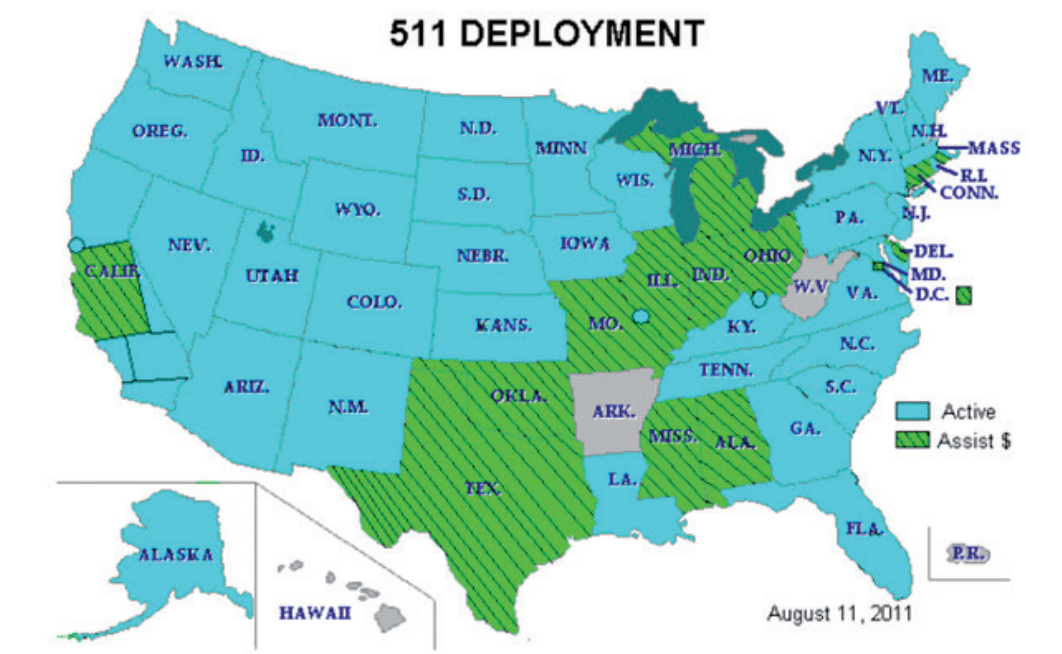 511 DEPLOYMENT
WASH.
OREG.
MONT.
ID.
N.D.
MINN
S.D.
WIS.
MICH.
WYO.
NEV.
UTAH
COLO.
NEBR.
IOWA
KANS.
CALIF.
ARIZ.
N.M.
OKLA.
TEX.
MO.
ILL.
IND.
OHIO
KY.
TENN.
ARK.
LA.
MISS.
ALA.
GA.
FLA.
S.C.
N.C.
VA.
W.V
PA.
N.Y.
VT.
ME.
N.H.
MASS
R.I.
CONN.
N.J.
DEL.
MD.
D.C.
Active
Assist $
ALASKA
HAWAII
P.R.
August 11, 2011